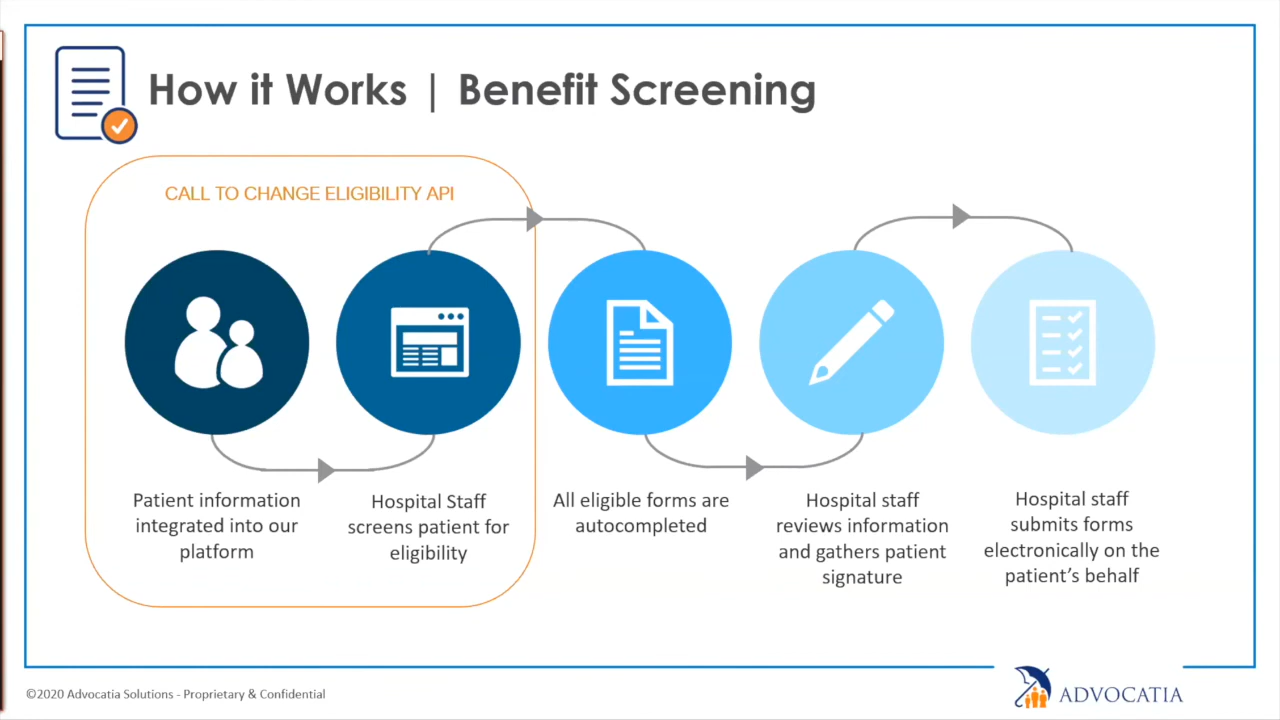 How it Works | Benefit Screening
CALL TO CHANGE ELIGIBILITY API
Patient information
integrated into our
platform
Hospital Staff
screens patient for
eligibility
All eligible forms are
autocompleted
Hospital staff
reviews information
and gathers patient
signature
Hospital staff
submits forms
electronically on the
patient's behalf
©2020 Advocatia Solutions - Proprietary & Confidential
ADVOCATIA